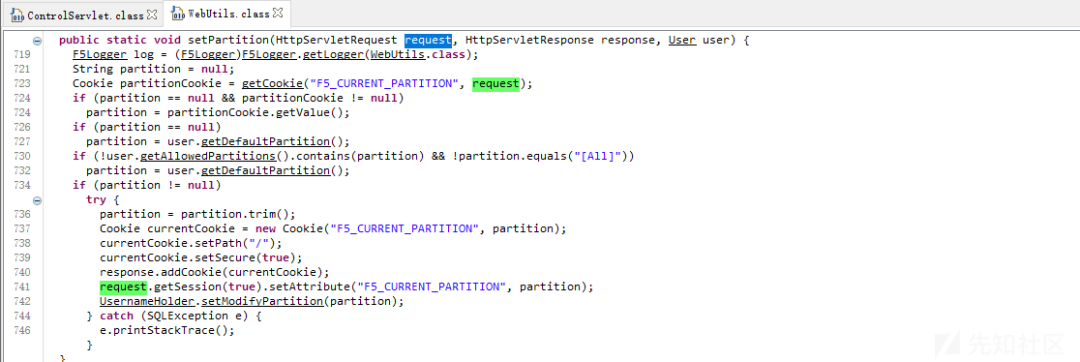 ControlServlet.class WebUtils.class
public static void setPartition(HttpServletRequest request, HttpServletResponse response, User user) {
719 F5Logger log = (F5Logger)F5Logger.getLogger(WebUtils.class);
721 String partition = null;
723 Cookie partitionCookie = getCookie("F5_CURRENT_PARTITION", request);
724 if (partition == null && partitionCookie != null)
724 partition = partitionCookie.getValue();
726 if (partition == null)
727 partition = user.getDefaultPartition();
730 if (!user.getAllowedPartitions().contains(partition) && !partition.equals("[All]"))
732 partition = user.getDefaultPartition();
734 if (partition != null)
try {
736 partition = partition.trim();
737 Cookie currentCookie = new Cookie("F5_CURRENT_PARTITION", partition);
738 currentCookie.setPath("/");
739 currentCookie.setSecure(true);
740 response.addCookie(currentCookie);
741 request.getSession(true).setAttribute("F5_CURRENT_PARTITION", partition);
742 UsernameHolder.setModifyPartition(partition);
744 } catch (SQLException e) {
746 e.printStackTrace();
}
}
先知社区